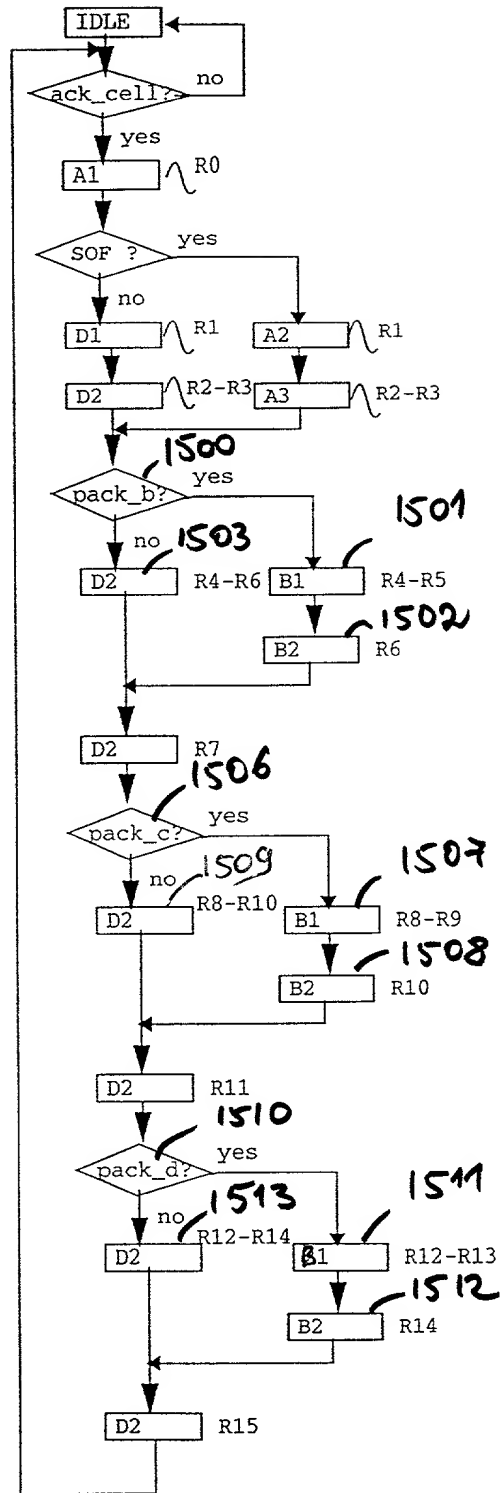 IDLE
ack_cell?
no
yes
A1
R0
SOF ?
yes
no
D1
R1
A2
R1
D2
R2-R3
A3
R2-R3
1500
pack_b?
yes
1501
no
1503
D2
R4-R6
B1
R4-R5
1502
B2
R6
D2
R7
1506
pack_c?
yes
1507
no
1509
D2
R8-R10
B1
R8-R9
1508
B2
R10
D2
R11
1510
pack_d?
yes
1511
no
1513
D2
R12-R14
B1
R12-R13
1512
B2
R14
D2
R15